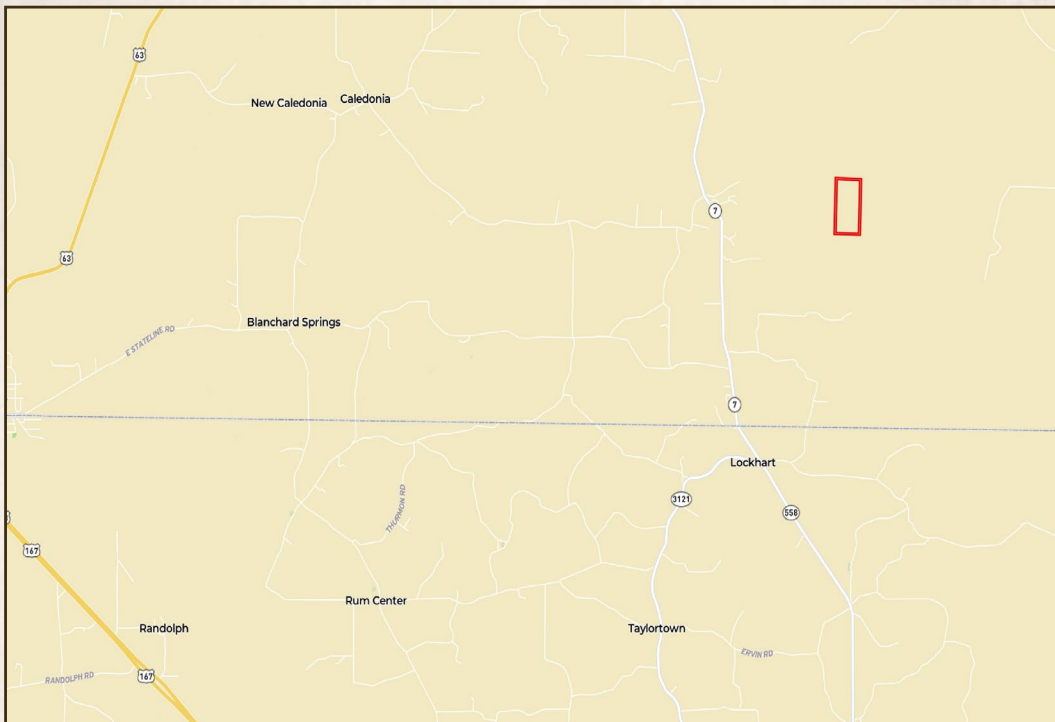 63
New Caledonia
Caledonia
7
63
Blanchard Springs
E STATELINE RD
7
Lockhart
3121
558
THURMON RD
167
Rum Center
Randolph
Taylortown
ERVIN RD
167
RANDOLPH RD